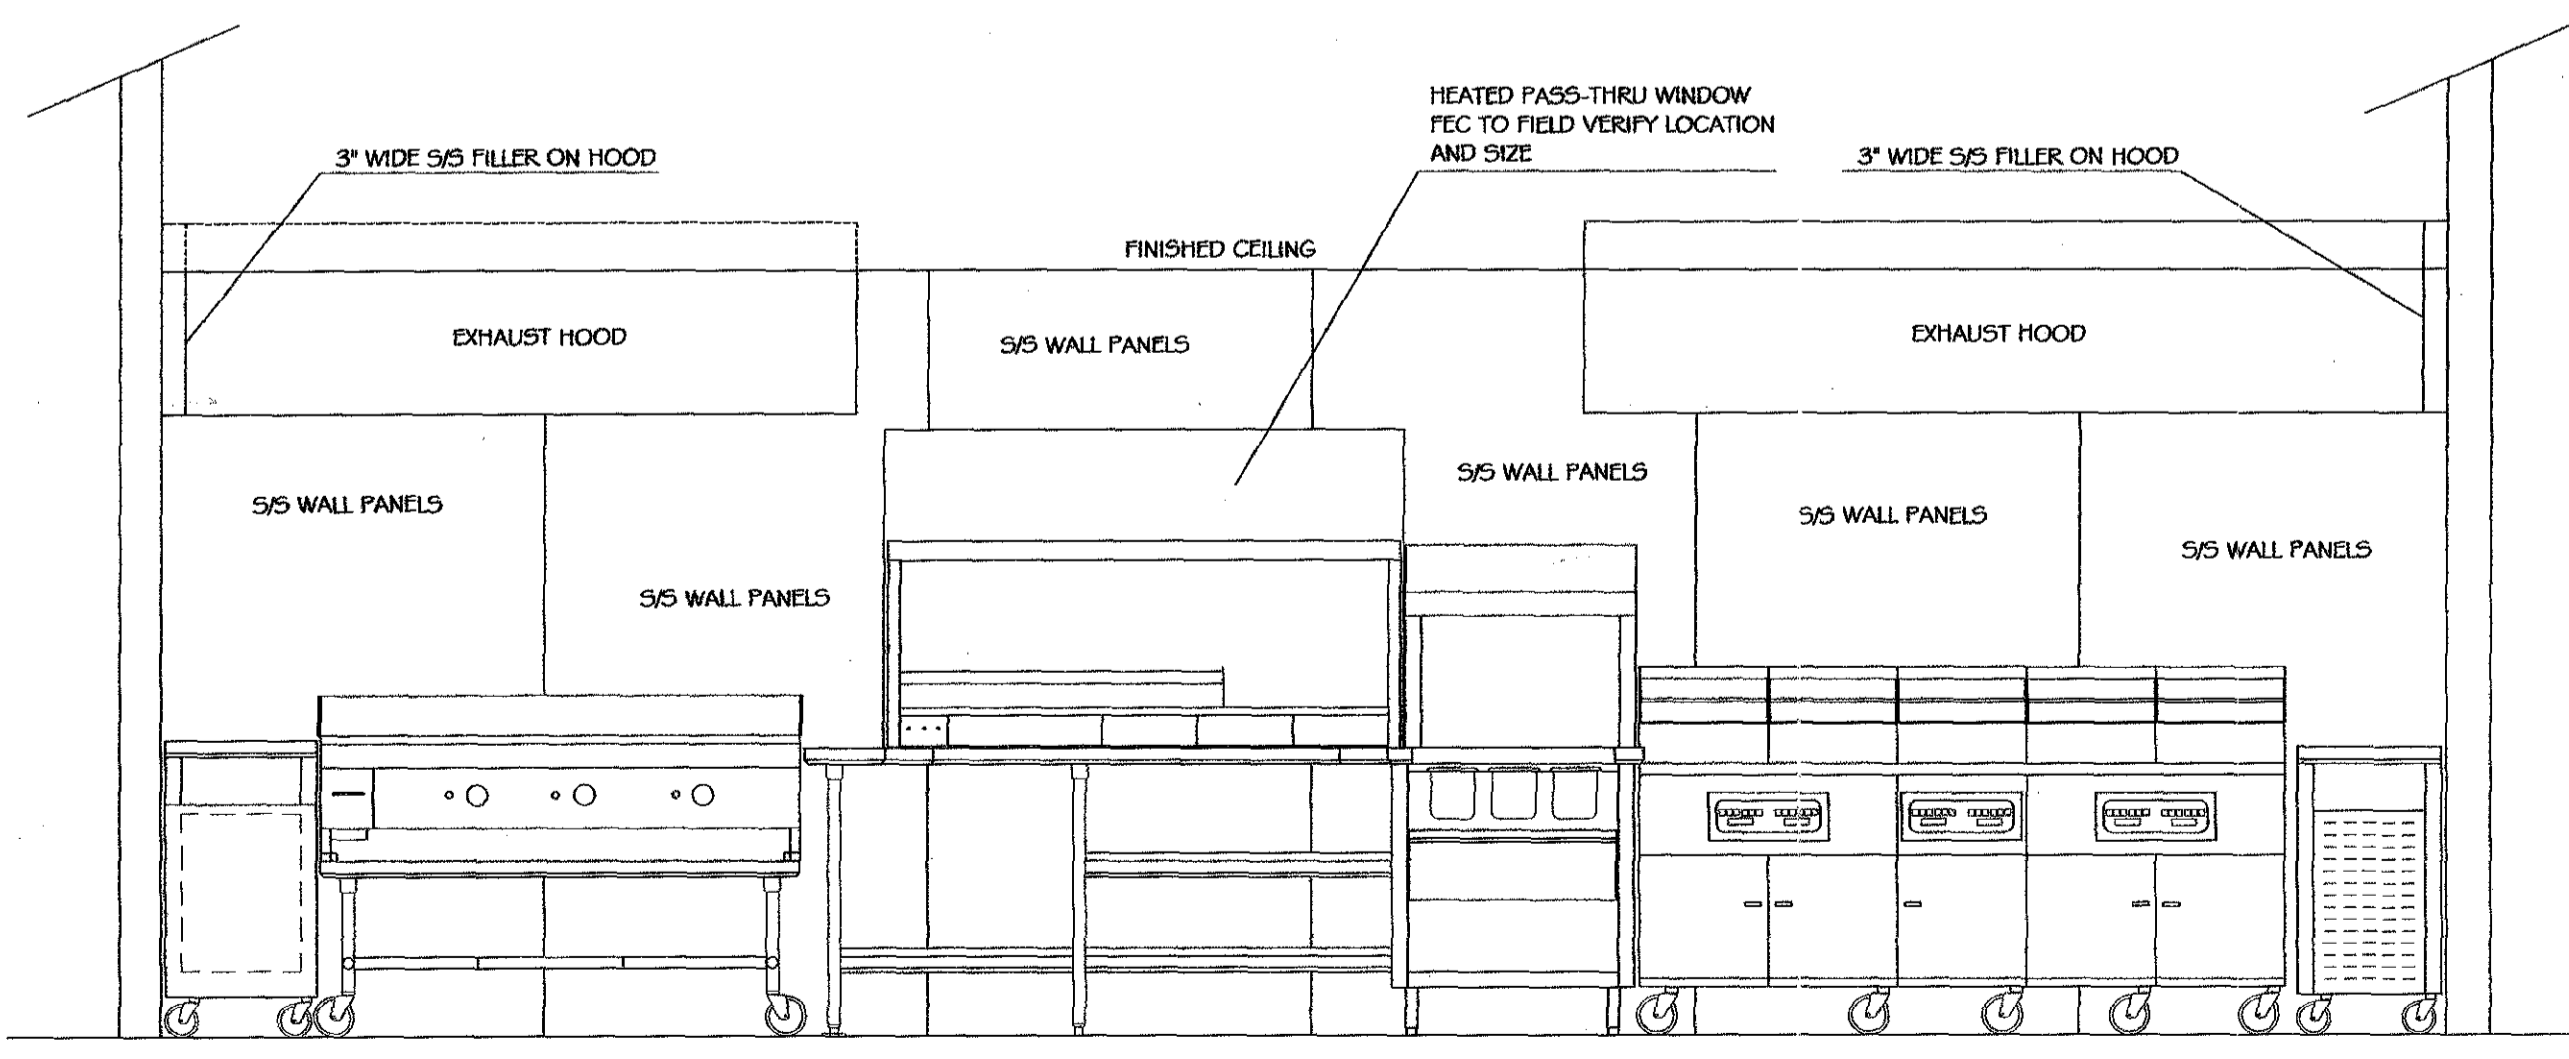 HEATED PASS-THRU WINDOW
FEC TO FIELD VERIFY LOCATION
AND SIZE
3" WIDE S/S FILLER ON HOOD
3" WIDE S/S FILLER ON HOOD
FINISHED CEILING
EXHAUST HOOD
S/S WALL PANELS
EXHAUST HOOD
S/S WALL PANELS
S/S WALL PANELS
S/S WALL PANELS
S/S WALL PANELS
S/S WALL PANELS